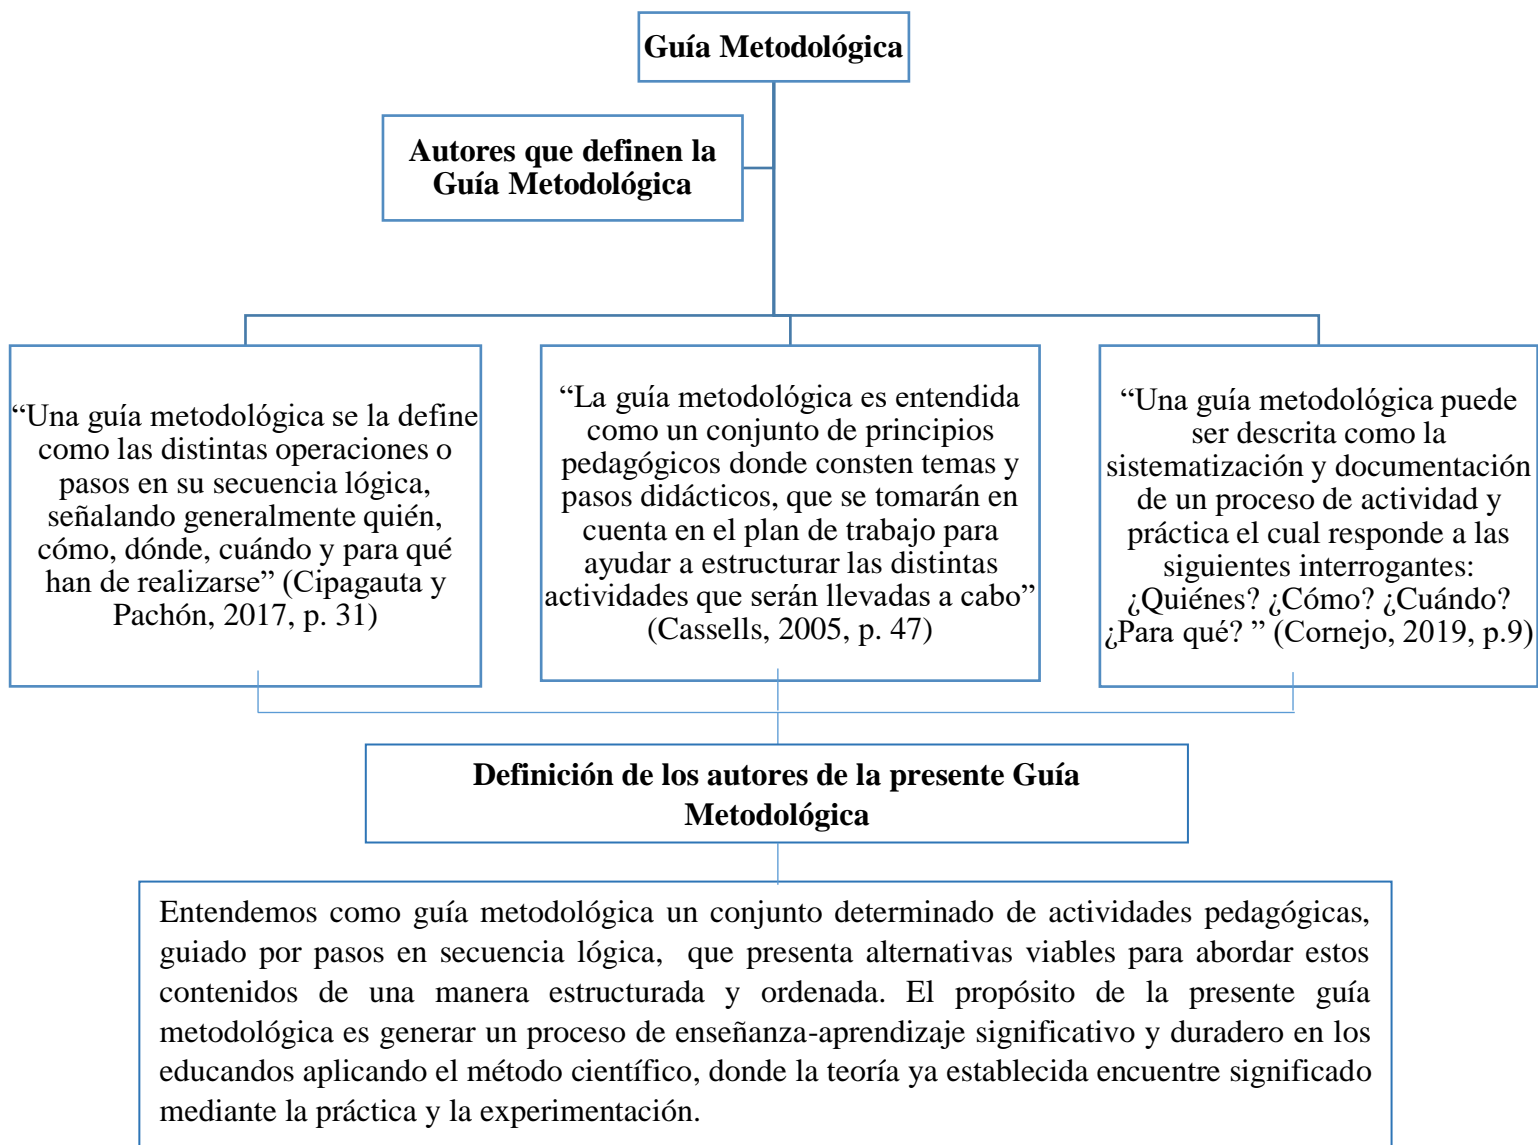 Guía Metodológica
Autores que definen la
Guía Metodológica
“Una guía metodológica se la define
como las distintas operaciones o
pasos en su secuencia lógica,
señalando generalmente quién,
cómo, dónde, cuándo y para qué
han de realizarse” (Cipagauta y
Pachón, 2017, p. 31)
“La guía metodológica es entendida
como un conjunto de principios
pedagógicos donde consten temas y
pasos didácticos, que se tomarán en
cuenta en el plan de trabajo para
ayudar a estructurar las distintas
actividades que serán llevadas a cabo”
(Cassells, 2005, p. 47)
“Una guía metodológica puede
ser descrita como la
sistematización y documentación
de un proceso de actividad y
práctica el cual responde a las
siguientes interrogantes:
¿Quiénes? ¿Cómo? ¿Cuándo?
¿Para qué? ” (Cornejo, 2019, p.9)
Definición de los autores de la presente Guía
Metodológica
Entendemos como guía metodológica un conjunto determinado de actividades pedagógicas,
guiado por pasos en secuencia lógica,  que presenta alternativas viables para abordar estos
contenidos de una manera estructurada y ordenada. El propósito de la presente guía
metodológica es generar un proceso de enseñanza-aprendizaje significativo y duradero en los
educandos aplicando el método científico, donde la teoría ya establecida encuentre significado
mediante la práctica y la experimentación.